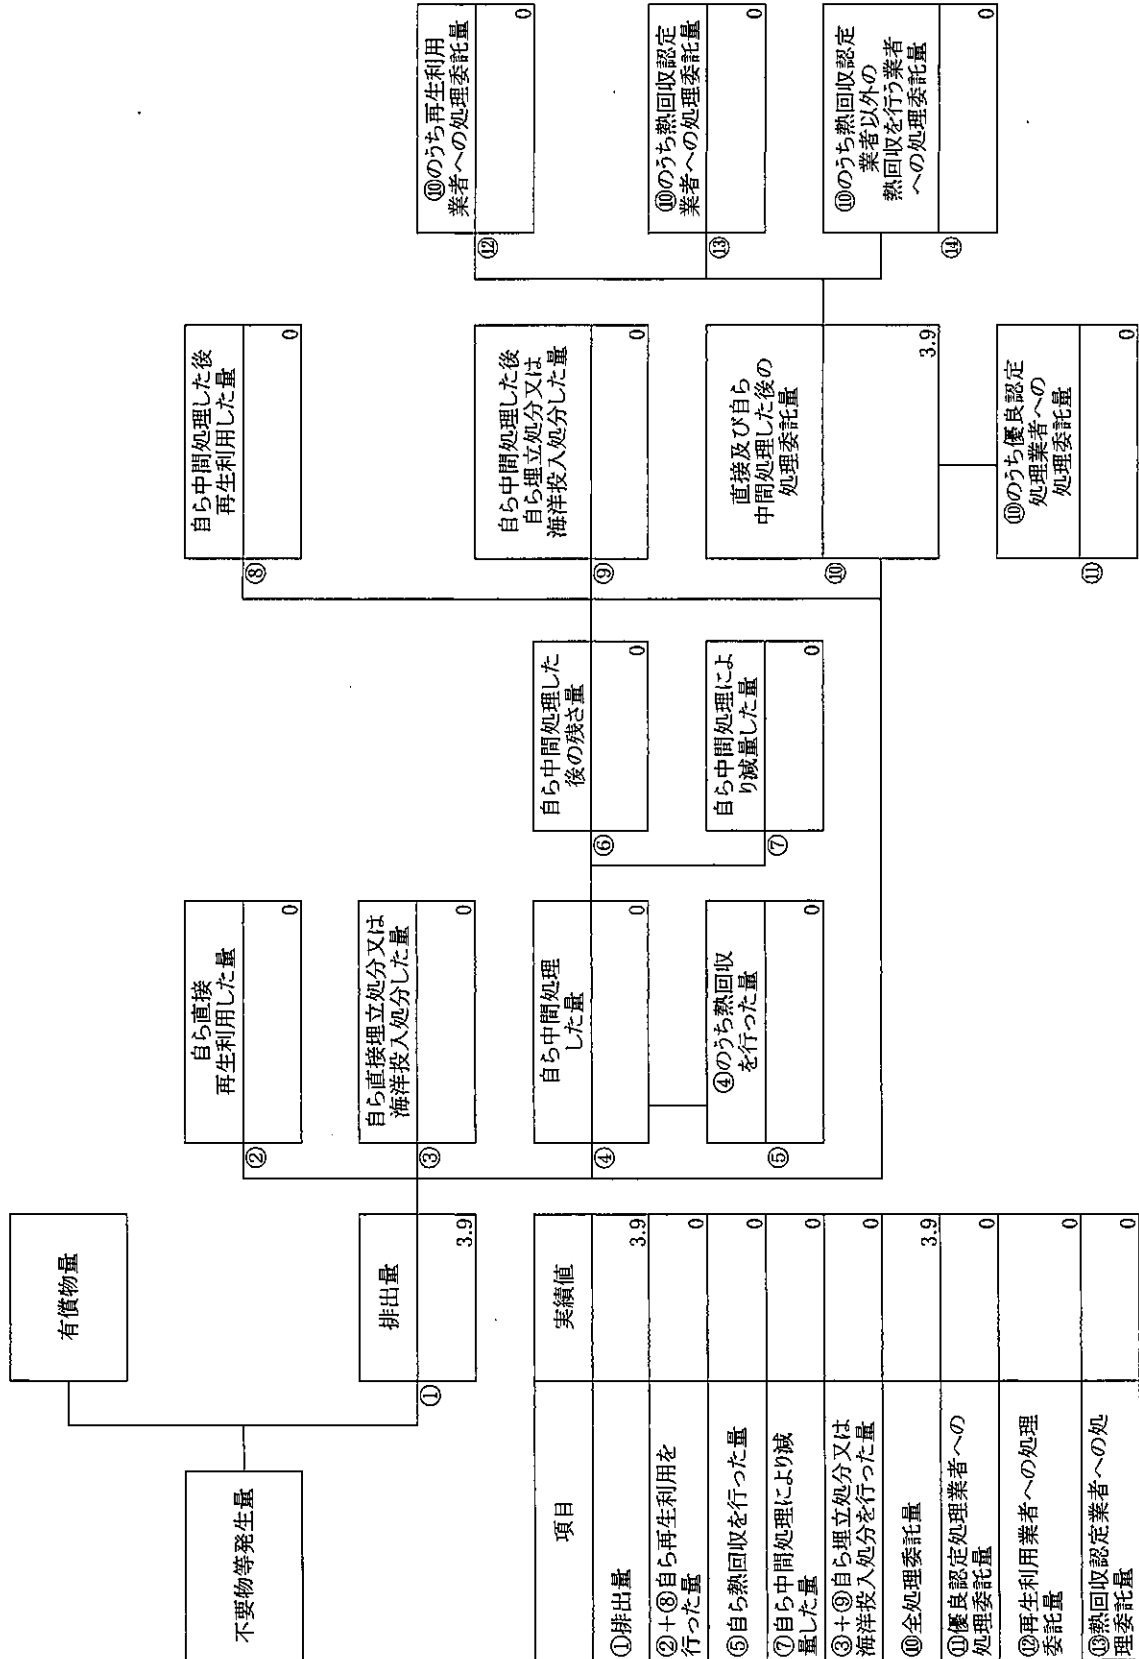 不要物等発生量
有償物量
①
排出量
3.9
②
自ら直接
再生利用した量
0
③
自ら直接埋立処分又は
海洋投入処分した量
0
④
自ら中間処理
した量
0
⑤
④のうち熱回収
を行った量
0
⑥
自ら中間処理した
後の残さ量
0
⑦
自ら中間処理によ
り減量した量
0
⑧
自ら中間処理した後
再生利用した量
0
⑨
自ら中間処理した後
自ら埋立処分又は
海洋投入処分した量
0
⑩
直接及び自ら
中間処理した後の
処理委託量
3.9
⑪
⑩のうち優良認定
処理業者への
処理委託量
0
⑫
⑩のうち再生利用
業者への処理委託量
0
⑬
⑩のうち熱回収認定
業者への処理委託量
0
⑭
⑩のうち熱回収認定
業者以外の
熱回収を行う業者
への処理委託量
0
項目
実績値
①排出量
3.9
②+⑧自ら再生利用を
行った量
0
⑤自ら熱回収を行った量
0
⑦自ら中間処理により減
量した量
0
③+⑨自ら埋立処分又は
海洋投入処分を行った量
0
⑩全処理委託量
3.9
⑪優良認定処理業者への
処理委託量
0
⑫再生利用業者への処理
委託量
0
⑬熱回収認定業者への処
理委託量
0